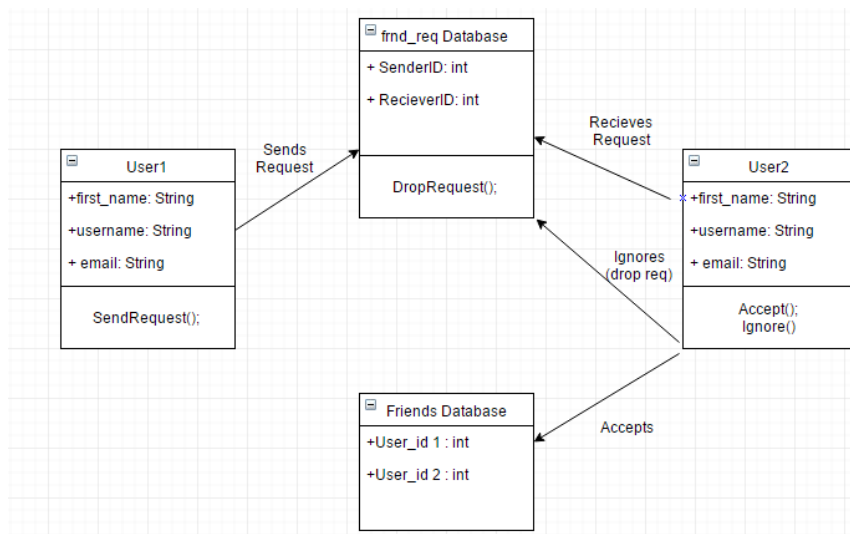 frnd_req Database
+ SenderID: int
+ RecieverID: int
DropRequest();
Sends
Request
Recieves
Request
User1
+first_name: String
+username: String
+ email: String
SendRequest();
User2
+first_name: String
+username: String
+ email: String
Accept();
Ignore()
Ignores
(drop req)
Accepts
Friends Database
+User_id 1 : int
+User_id 2 : int